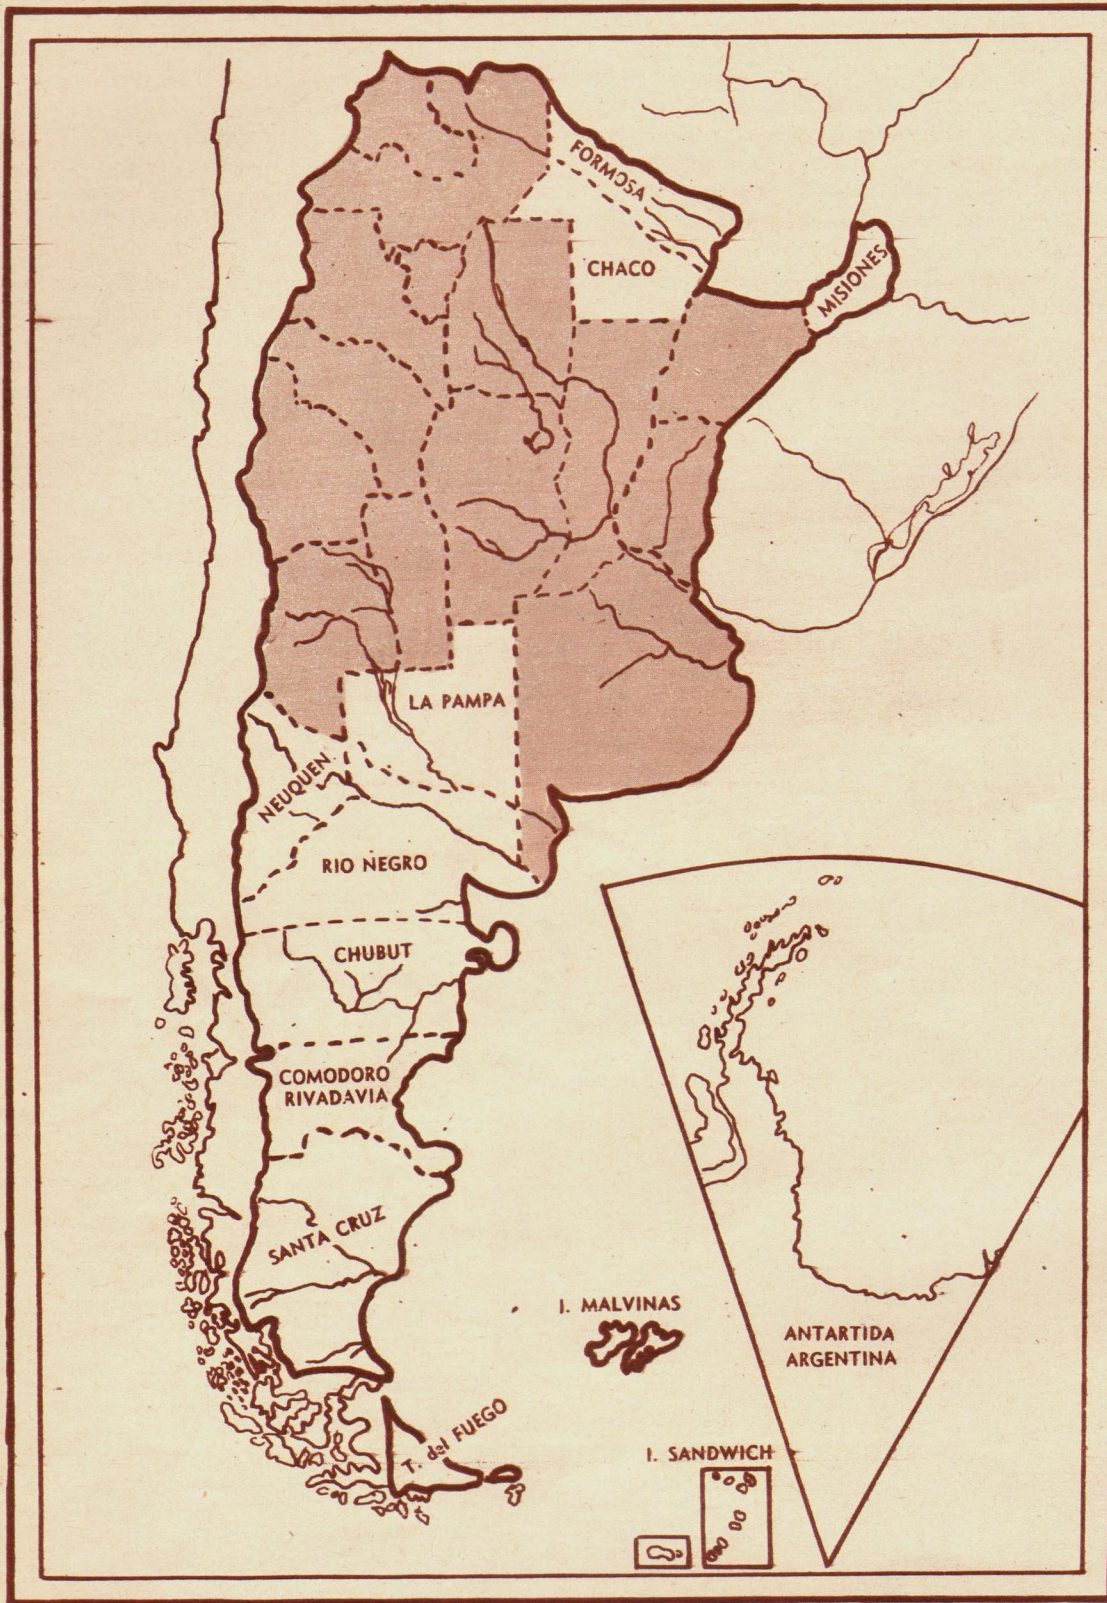 FORMOSA
CHACO
MISIONES
LA PAMPA
NEUQUEN
RIO NEGRO
CHUBUT
COMODORO
RIVADAVIA
SANTA CRUZ
I. MALVINAS
ANTARTIDA
ARGENTINA
T. del FUEGO
I. SANDWICH